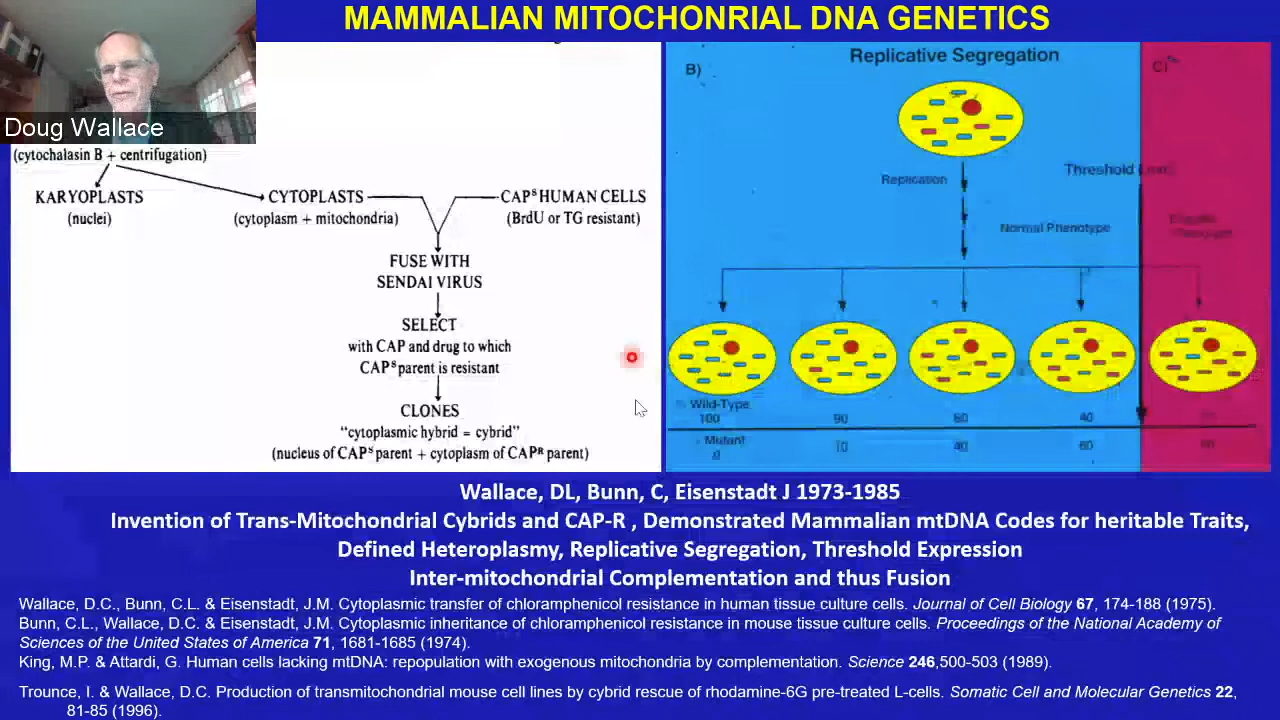 MAMMALIAN MITOCHONRIAL DNA GENETICS
Doug Wallace
(cytochalasin B + centrifugation)
KARYOPLASTS
(nuclei)
CYTOPLASTS
(cytoplasm + mitochondria)
CAPˢ HUMAN CELLS
(BrdU or TG resistant)
FUSE WITH
SENDAI VIRUS
SELECT
with CAP and drug to which
CAPˢ parent is resistant
CLONES
"cytoplasmic hybrid = cybrid"
(nucleus of CAPˢ parent + cytoplasm of CAPᴿ parent)
B)
Replicative Segregation
C)
Replication
Threshold
Normal Phenotype
Wild-Type
100 90 60 40
Mutant
0 10 40 60
Wallace, DL, Bunn, C, Eisenstadt J 1973-1985
Invention of Trans-Mitochondrial Cybrids and CAP-R , Demonstrated Mammalian mtDNA Codes for heritable Traits,
Defined Heteroplasmy, Replicative Segregation, Threshold Expression
Inter-mitochondrial Complementation and thus Fusion
Wallace, D.C., Bunn, C.L. & Eisenstadt, J.M. Cytoplasmic transfer of chloramphenicol resistance in human tissue culture cells. Journal of Cell Biology 67, 174-188 (1975).
Bunn, C.L., Wallace, D.C. & Eisenstadt, J.M. Cytoplasmic inheritance of chloramphenicol resistance in mouse tissue culture cells. Proceedings of the National Academy of
Sciences of the United States of America 71, 1681-1685 (1974).
King, M.P. & Attardi, G. Human cells lacking mtDNA: repopulation with exogenous mitochondria by complementation. Science 246,500-503 (1989).
Trounce, I. & Wallace, D.C. Production of transmitochondrial mouse cell lines by cybrid rescue of rhodamine-6G pre-treated L-cells. Somatic Cell and Molecular Genetics 22,
81-85 (1996).